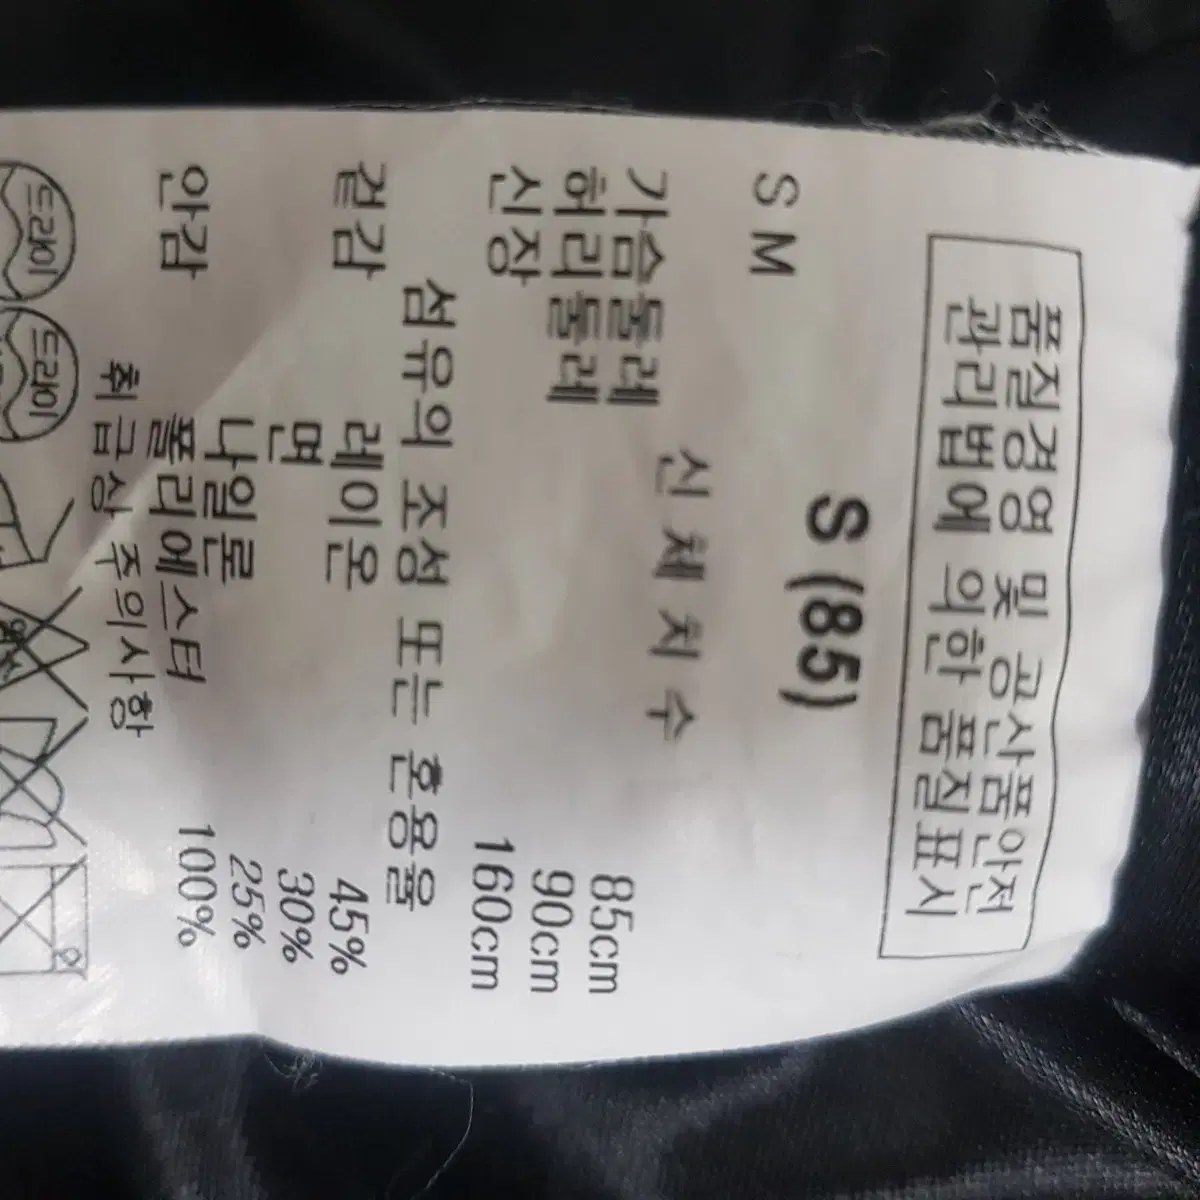 품질경영 및 공산품안전
관리법에 의한 품질표시
S (85)
S M
신 체 치 수
가슴둘레 85cm
허리둘레 90cm
신장 160cm
섬유의 조성 또는 혼용율
겉감 레이온 45%
면 30%
나일론 25%
안감 폴리에스터 100%
취급상 주의사항
드라이 드라이